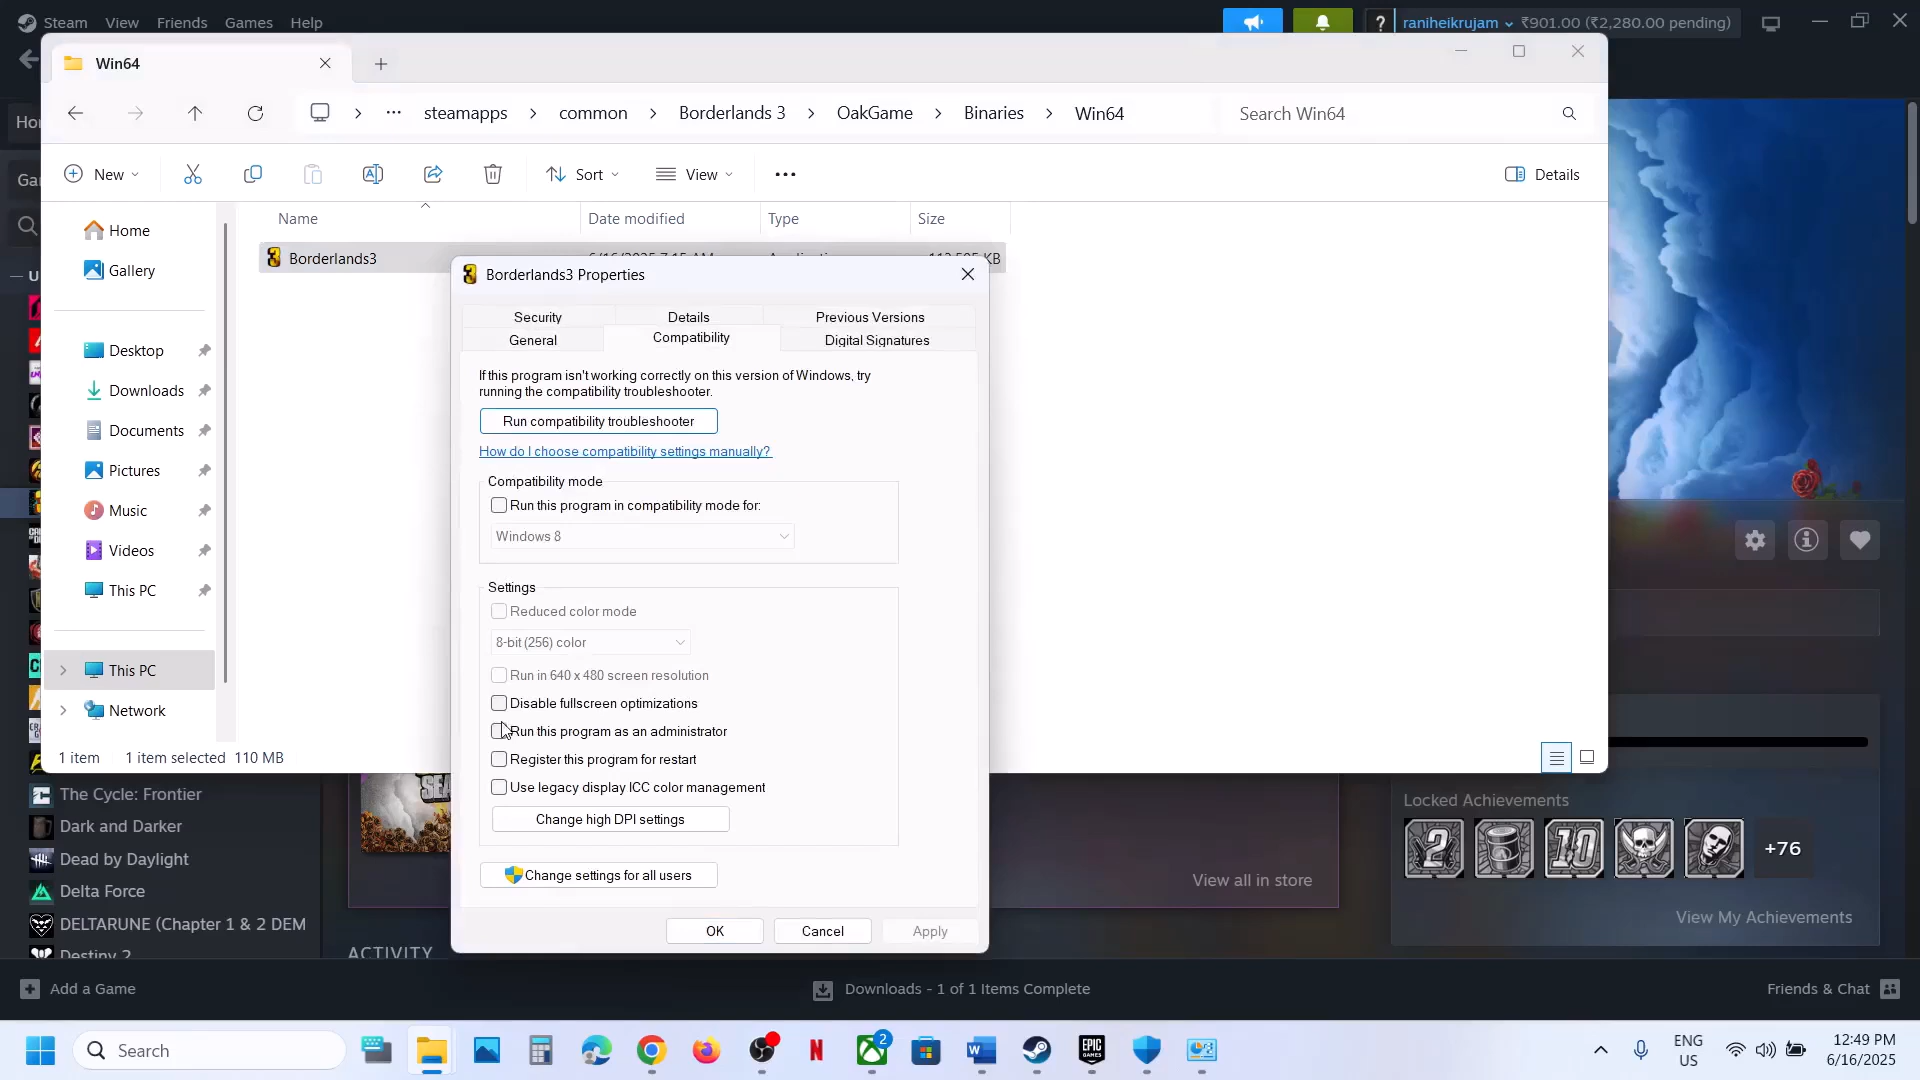 Steam View Friends Games Help
? raniheikrujam ₹901.00 (₹2,280.00 pending)
Win64
... steamapps > common > Borderlands 3 > OakGame > Binaries > Win64
Search Win64
New Sort View Details
Name Date modified Type Size
Borderlands3
Home
Gallery
Desktop
Downloads
Documents
Pictures
Music
Videos
This PC
This PC
Network
1 item 1 item selected 110 MB
Borderlands3 Properties
Security Details Previous Versions
General Compatibility Digital Signatures
If this program isn't working correctly on this version of Windows, try
running the compatibility troubleshooter.
Run compatibility troubleshooter
How do I choose compatibility settings manually?
Compatibility mode
Run this program in compatibility mode for:
Windows 8
Settings
Reduced color mode
8-bit (256) color
Run in 640 x 480 screen resolution
Disable fullscreen optimizations
Run this program as an administrator
Register this program for restart
Use legacy display ICC color management
Change high DPI settings
Change settings for all users
OK Cancel Apply
The Cycle: Frontier
Dark and Darker
Dead by Daylight
Delta Force
DELTARUNE (Chapter 1 & 2 DEM
Destiny 2
View all in store
ACTIVITY
Locked Achievements
+76
View My Achievements
Add a Game
Downloads - 1 of 1 Items Complete
Friends & Chat
Search
2
ENG
US
12:49 PM
6/16/2025